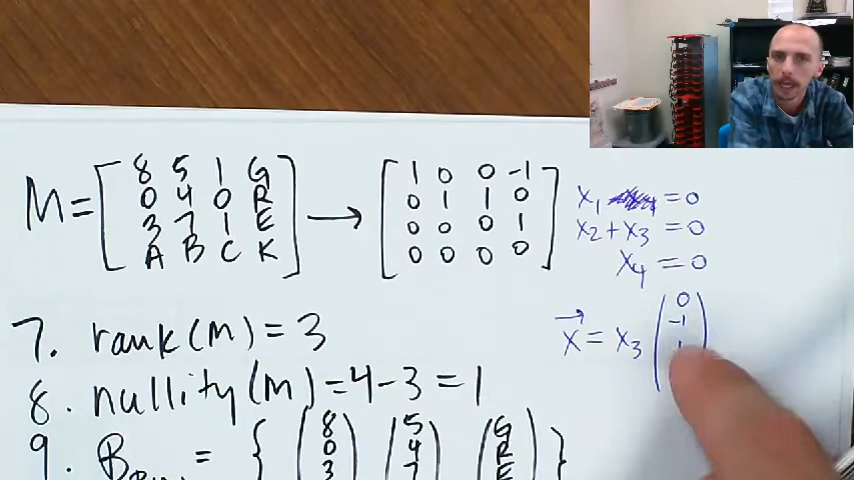 M = [ 8 5 1 G ] → [ 1 0 0 -1 ] x₁ = 0
[ 0 4 0 R ] [ 0 1 1 0 ] x₂ + x₃ = 0
[ 3 7 1 E ] [ 0 0 0 1 ] x₄ = 0
[ A B C K ] [ 0 0 0 0 ]
x⃗ = x₃ ( 0 -1 1
7. rank(M) = 3
8. nullity(M) = 4 - 3 = 1
9. B = { ( 8 0 3 ( 5 4 7 ( G R E ) }